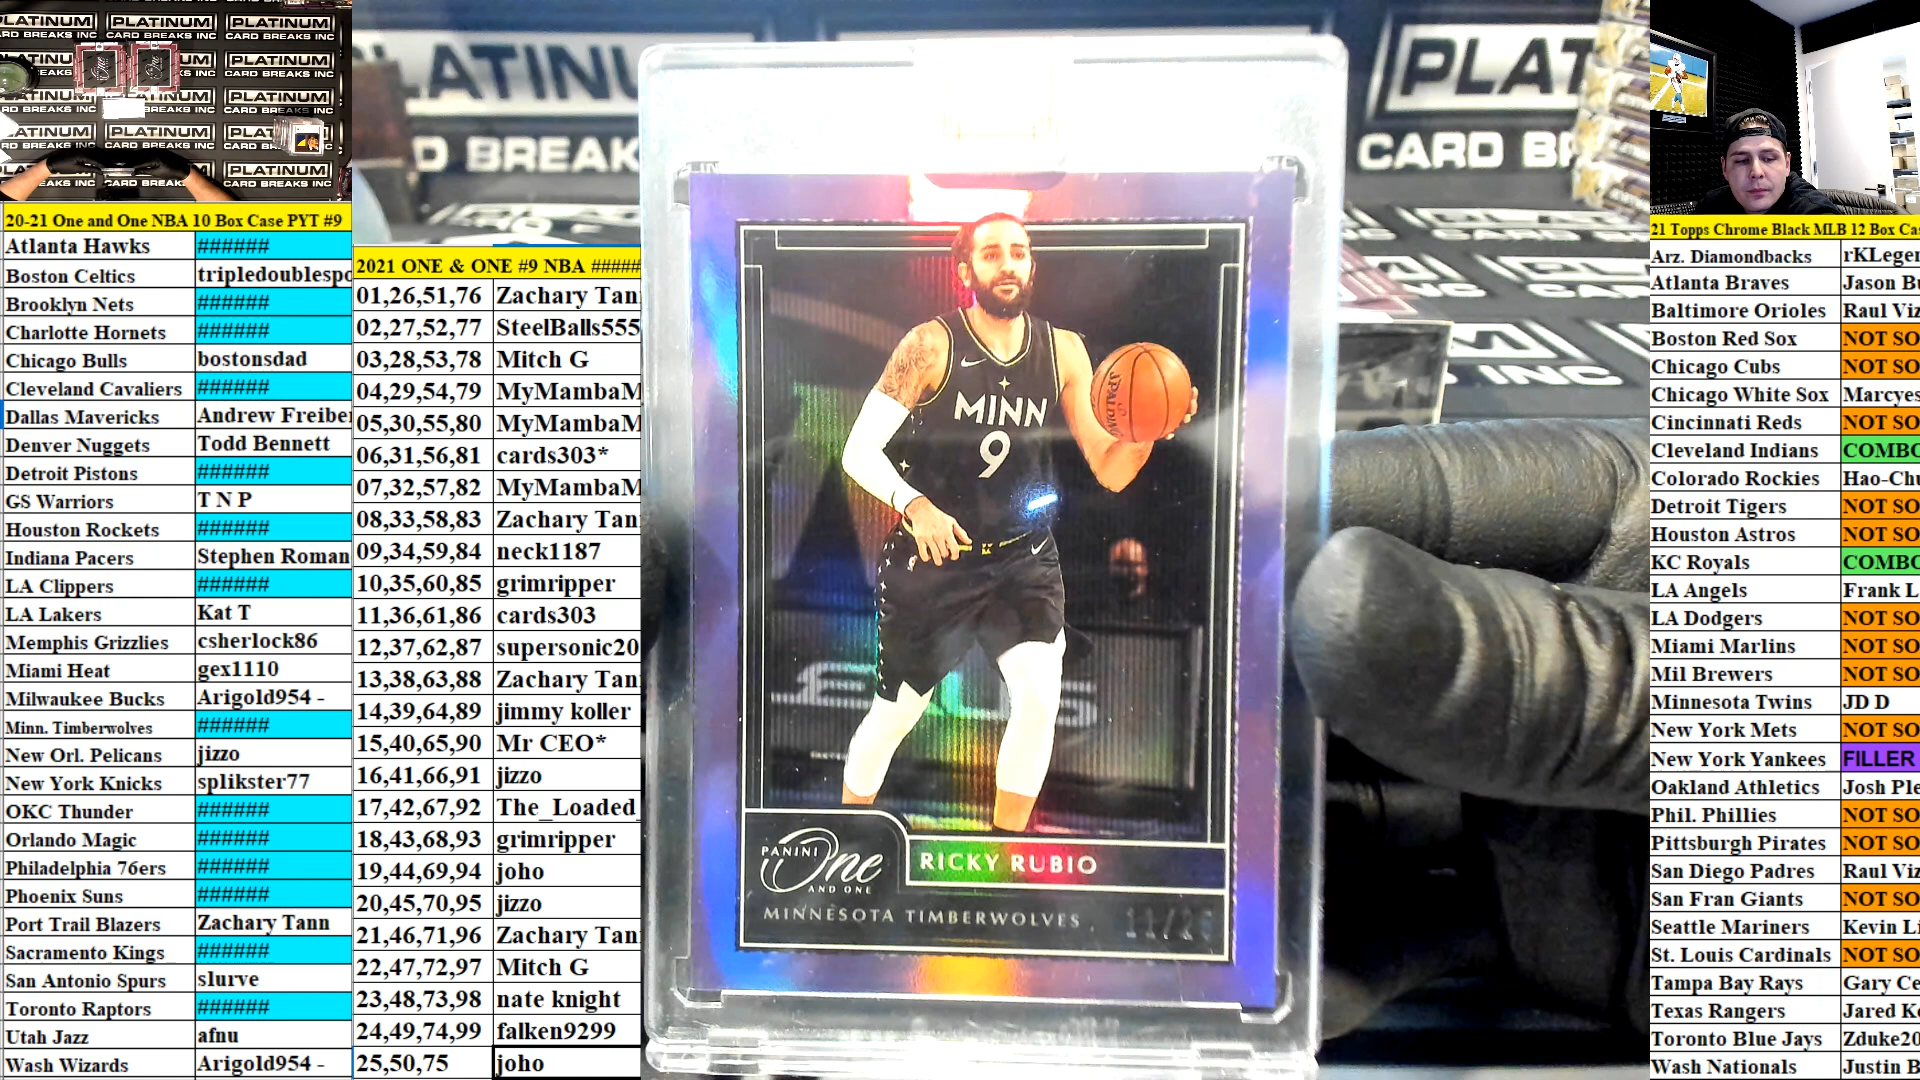 PLATINUM
CARD BREAKS INC
20-21 One and One NBA 10 Box Case PYT #9
Atlanta Hawks ######
Boston Celtics tripledoublespo
Brooklyn Nets ######
Charlotte Hornets ######
Chicago Bulls bostonsdad
Cleveland Cavaliers ######
Dallas Mavericks Andrew Freiber
Denver Nuggets Todd Bennett
Detroit Pistons ######
GS Warriors T N P
Houston Rockets ######
Indiana Pacers Stephen Roman
LA Clippers ######
LA Lakers Kat T
Memphis Grizzlies csherlock86
Miami Heat gex1110
Milwaukee Bucks Arigold954 -
Minn. Timberwolves ######
New Orl. Pelicans jizzo
New York Knicks splikster77
OKC Thunder ######
Orlando Magic ######
Philadelphia 76ers ######
Phoenix Suns ######
Port Trail Blazers Zachary Tann
Sacramento Kings ######
San Antonio Spurs slurve
Toronto Raptors ######
Utah Jazz afnu
Wash Wizards Arigold954 -
2021 ONE & ONE #9 NBA #####
01,26,51,76 Zachary Tan
02,27,52,77 SteelBalls555
03,28,53,78 Mitch G
04,29,54,79 MyMambaM
05,30,55,80 MyMambaM
06,31,56,81 cards303*
07,32,57,82 MyMambaM
08,33,58,83 Zachary Tan
09,34,59,84 neck1187
10,35,60,85 grimripper
11,36,61,86 cards303
12,37,62,87 supersonic20
13,38,63,88 Zachary Tan
14,39,64,89 jimmy koller
15,40,65,90 Mr CEO*
16,41,66,91 jizzo
17,42,67,92 The_Loaded_
18,43,68,93 grimripper
19,44,69,94 joho
20,45,70,95 jizzo
21,46,71,96 Zachary Tan
22,47,72,97 Mitch G
23,48,73,98 nate knight
24,49,74,99 falken9299
25,50,75 joho
PLAT
CARD BR
MINN
9
SPALDING
PANINI
One
AND ONE
RICKY RUBIO
MINNESOTA TIMBERWOLVES
21 Topps Chrome Black MLB 12 Box Cas
Arz. Diamondbacks rKLegen
Atlanta Braves Jason Bu
Baltimore Orioles Raul Viz
Boston Red Sox NOT SO
Chicago Cubs NOT SO
Chicago White Sox Marcyes
Cincinnati Reds NOT SO
Cleveland Indians COMBO
Colorado Rockies Hao-Chu
Detroit Tigers NOT SO
Houston Astros NOT SO
KC Royals COMBO
LA Angels Frank L
LA Dodgers NOT SO
Miami Marlins NOT SO
Mil Brewers NOT SO
Minnesota Twins JD D
New York Mets NOT SO
New York Yankees FILLER
Oakland Athletics Josh Ple
Phil. Phillies NOT SO
Pittsburgh Pirates NOT SO
San Diego Padres Raul Viz
San Fran Giants NOT SO
Seattle Mariners Kevin Li
St. Louis Cardinals NOT SO
Tampa Bay Rays Gary Ce
Texas Rangers Jared Ko
Toronto Blue Jays Zduke20
Wash Nationals Justin B